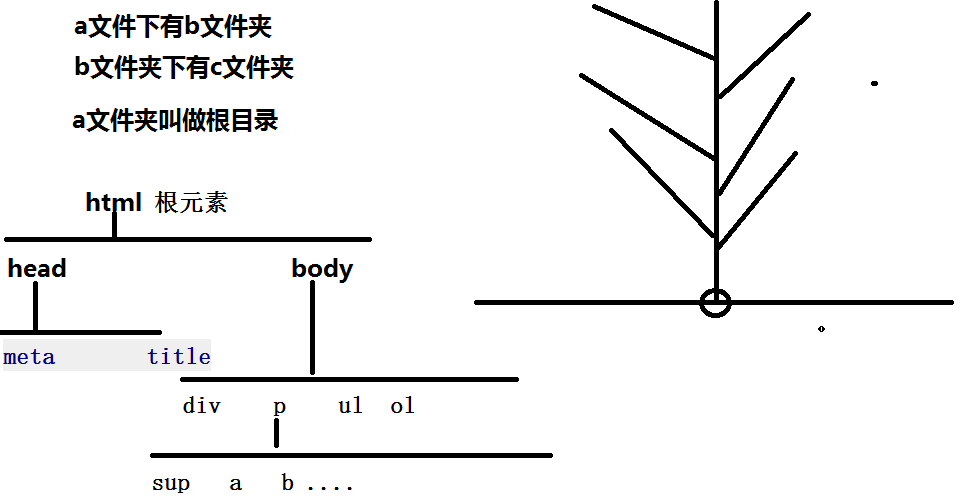 a文件下有b文件夹
b文件夹下有c文件夹
a文件夹叫做根目录
html 根元素
head body
meta title
div p ul ol
sup a b ....